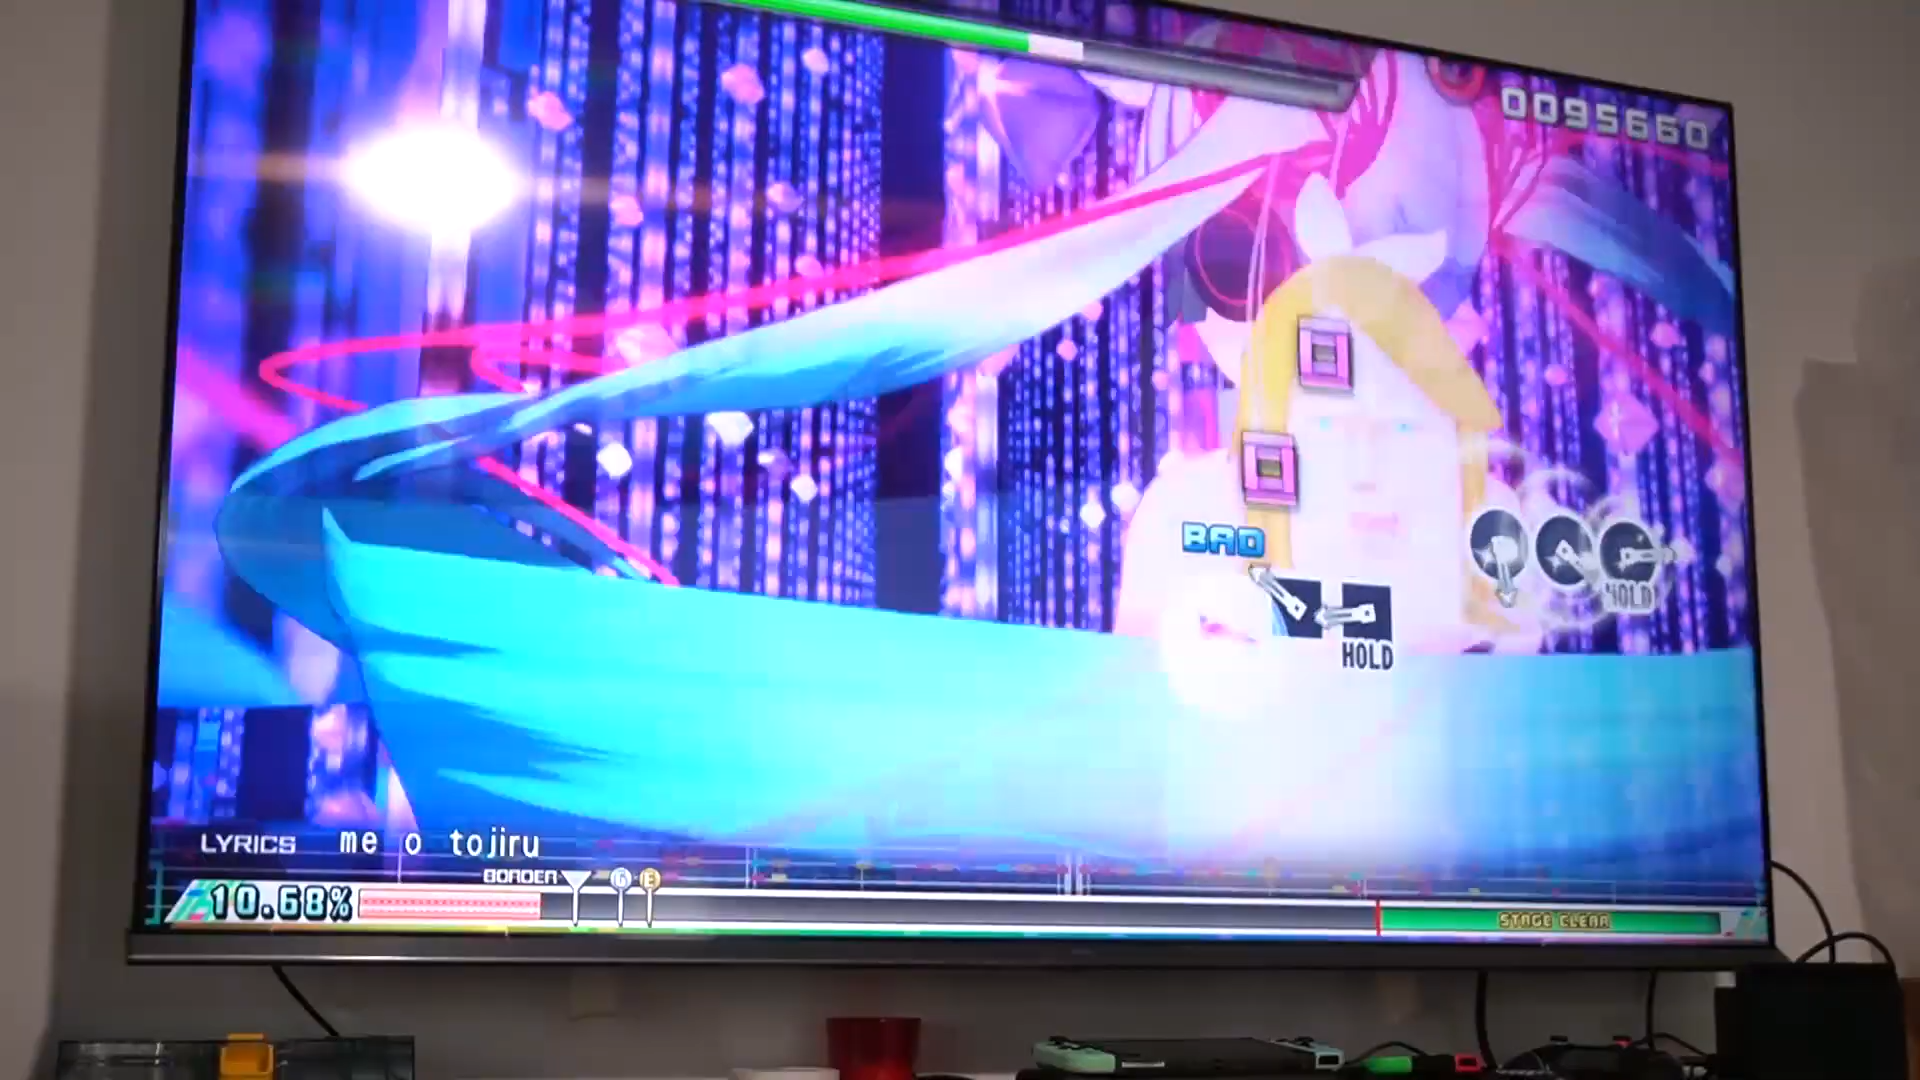 0095660
BAD
HOLD
HOLD
LYRICS me o tojiru
BORDER G E
10.68%
STAGE CLEAR